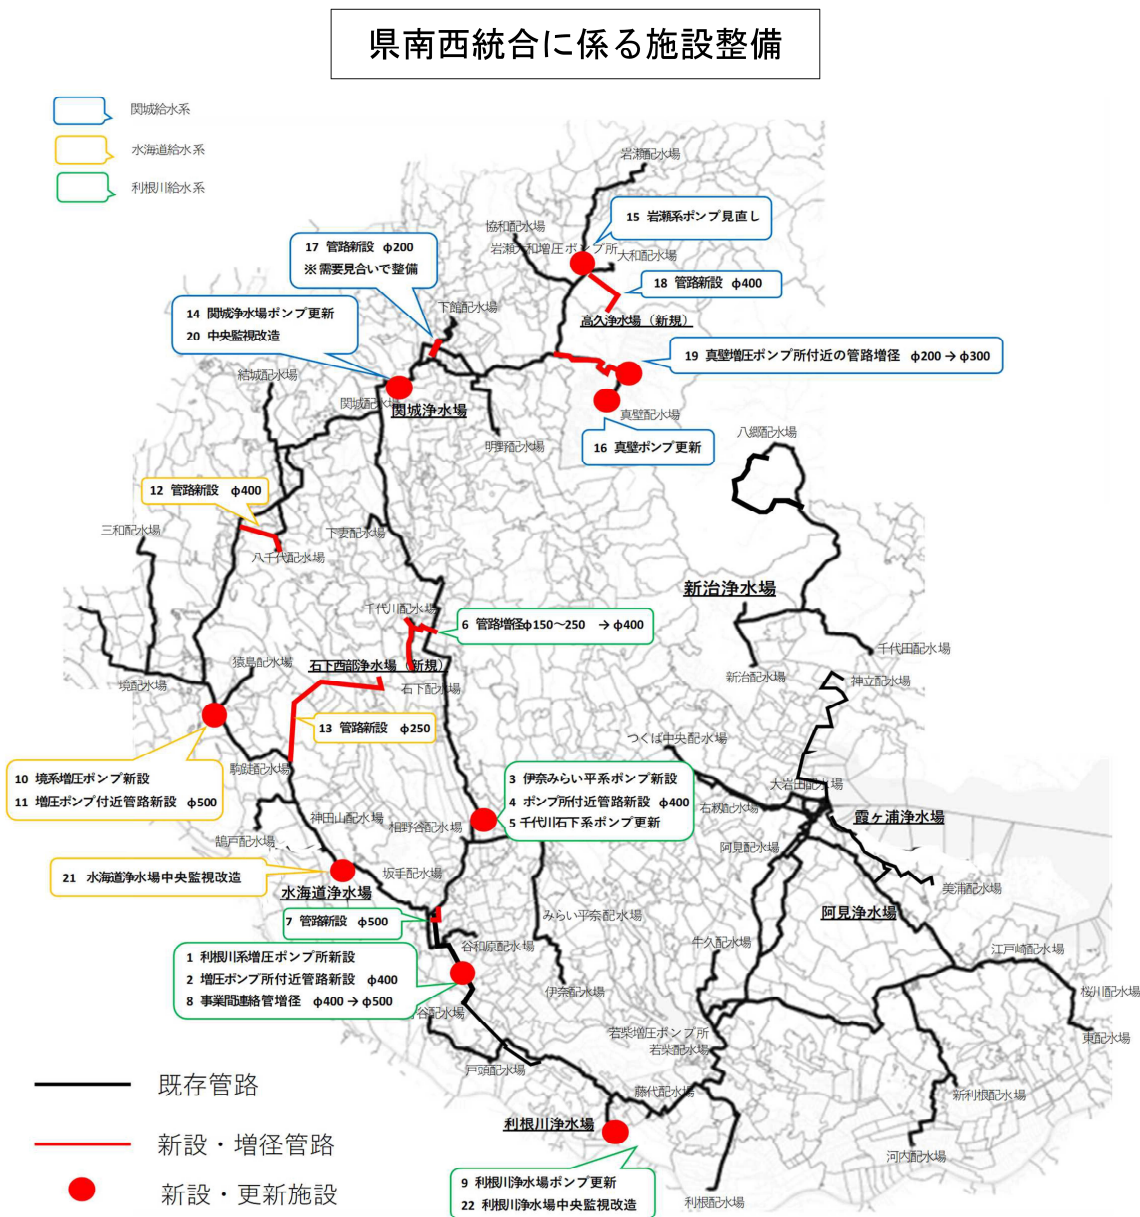 県南西統合に係る施設整備
関城給水系
水海道給水系
利根川給水系
岩瀬配水場
15 岩瀬系ポンプ見直し
協和配水場
岩瀬大和増圧ポンプ所
大和配水場
17 管路新設 φ200
※需要見合いで整備
18 管路新設 φ400
高久浄水場（新規）
下館配水場
14 関城浄水場ポンプ更新
20 中央監視改造
19 真壁増圧ポンプ所付近の管路増径 φ200→φ300
結城配水場
関城配水場
関城浄水場
真壁配水場
明野配水場
16 真壁ポンプ更新
八郷配水場
12 管路新設 φ400
三和配水場
下妻配水場
八千代配水場
新治浄水場
千代川配水場
6 管路増径φ150～250 →φ400
千代田配水場
猿島配水場
石下西部浄水場（新規）
石下配水場
新治配水場
神立配水場
境配水場
13 管路新設 φ250
つくば中央配水場
駒跿配水場
10 境系増圧ポンプ新設
11 増圧ポンプ付近管路新設 φ500
3 伊奈みらい平系ポンプ新設
4 ポンプ所付近管路新設 φ400
5 千代川石下系ポンプ更新
大岩田配水場
右籾配水場
霞ヶ浦浄水場
神田山配水場
相野谷配水場
鵠戸配水場
阿見配水場
21 水海道浄水場中央監視改造
坂手配水場
水海道浄水場
美浦配水場
阿見浄水場
7 管路新設 φ500
みらい平奈配水場
谷和原配水場
牛久配水場
江戸崎配水場
1 利根川系増圧ポンプ所新設
2 増圧ポンプ所付近管路新設 φ400
8 事業間連絡管増径 φ400→φ500
伊奈配水場
桜川配水場
谷配水場
若柴増圧ポンプ所
若柴配水場
東配水場
戸頭配水場
既存管路
藤代配水場
新利根配水場
利根川浄水場
新設・増径管路
河内配水場
9 利根川浄水場ポンプ更新
22 利根川浄水場中央監視改造
新設・更新施設
利根配水場